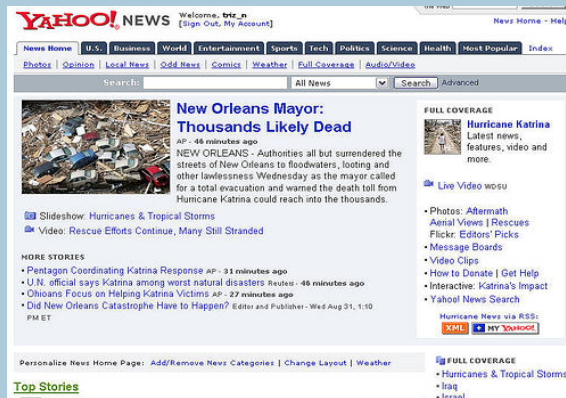 YAHOO! NEWS
Welcome, triz_n
[Sign Out, My Account]
News Home - Help
News Home U.S. Business World Entertainment Sports Tech Politics Science Health Most Popular Index
Photos | Opinion | Local News | Odd News | Comics | Weather | Full Coverage | Audio/Video
Search: All News Search Advanced
New Orleans Mayor:
Thousands Likely Dead
AP - 46 minutes ago
NEW ORLEANS - Authorities all but surrendered the
streets of New Orleans to floodwaters, looting and
other lawlessness Wednesday as the mayor called
for a total evacuation and warned the death toll from
Hurricane Katrina could reach into the thousands.
Slideshow: Hurricanes & Tropical Storms
Video: Rescue Efforts Continue, Many Still Stranded
MORE STORIES
• Pentagon Coordinating Katrina Response AP - 31 minutes ago
• U.N. official says Katrina among worst natural disasters Reuters - 46 minutes ago
• Ohioans Focus on Helping Katrina Victims AP - 27 minutes ago
• Did New Orleans Catastrophe Have to Happen? Editor and Publisher - Wed Aug 31, 1:10
PM ET
FULL COVERAGE
Hurricane Katrina
Latest news,
features, video and
more.
Live Video WDSU
• Photos: Aftermath
Aerial Views | Rescues
Flickr: Editors' Picks
• Message Boards
• Video Clips
• How to Donate | Get Help
• Interactive: Katrina's Impact
• Yahoo! News Search
Hurricane News via RSS:
XML + MY YAHOO!
Personalize News Home Page: Add/Remove News Categories | Change Layout | Weather
Top Stories
FULL COVERAGE
• Hurricanes & Tropical Storms
• Iraq
• Israel